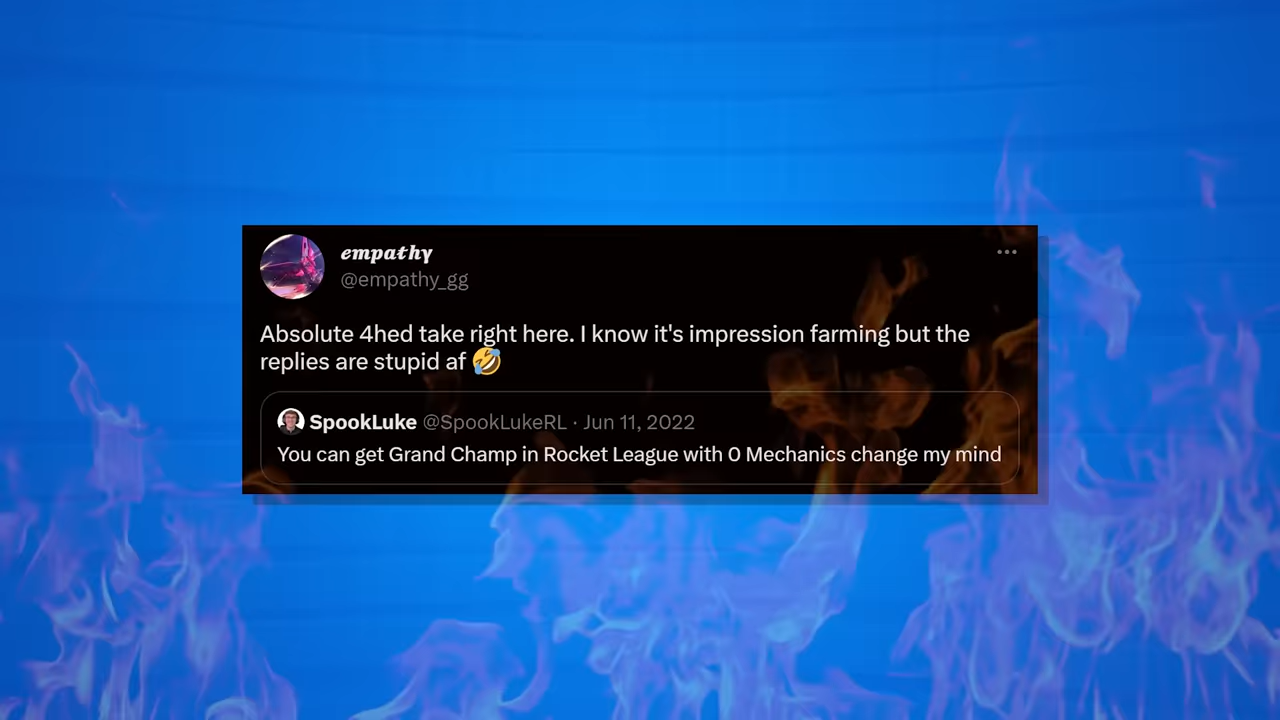 empathy
@empathy_gg
Absolute 4hed take right here. I know it's impression farming but the
replies are stupid af 🤣
SpookLuke @SpookLukeRL · Jun 11, 2022
You can get Grand Champ in Rocket League with 0 Mechanics change my mind